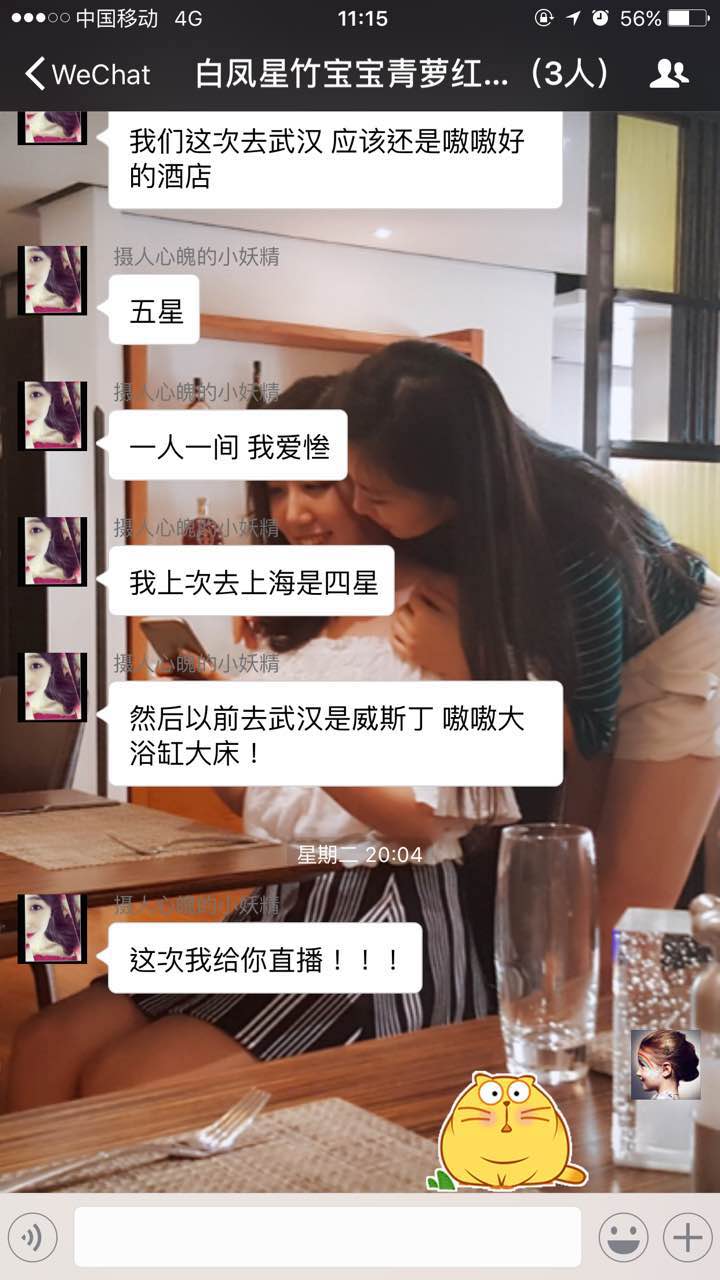 中国移动 4G 11:15 56%
WeChat 白凤星竹宝宝青萝红... (3人)
我们这次去武汉 应该还是嗷嗷好
的酒店
摄人心魄的小妖精
五星
摄人心魄的小妖精
一人一间 我爱惨
摄人心魄的小妖精
我上次去上海是四星
摄人心魄的小妖精
然后以前去武汉是威斯丁 嗷嗷大
浴缸大床！
星期二 20:04
摄人心魄的小妖精
这次我给你直播！！！